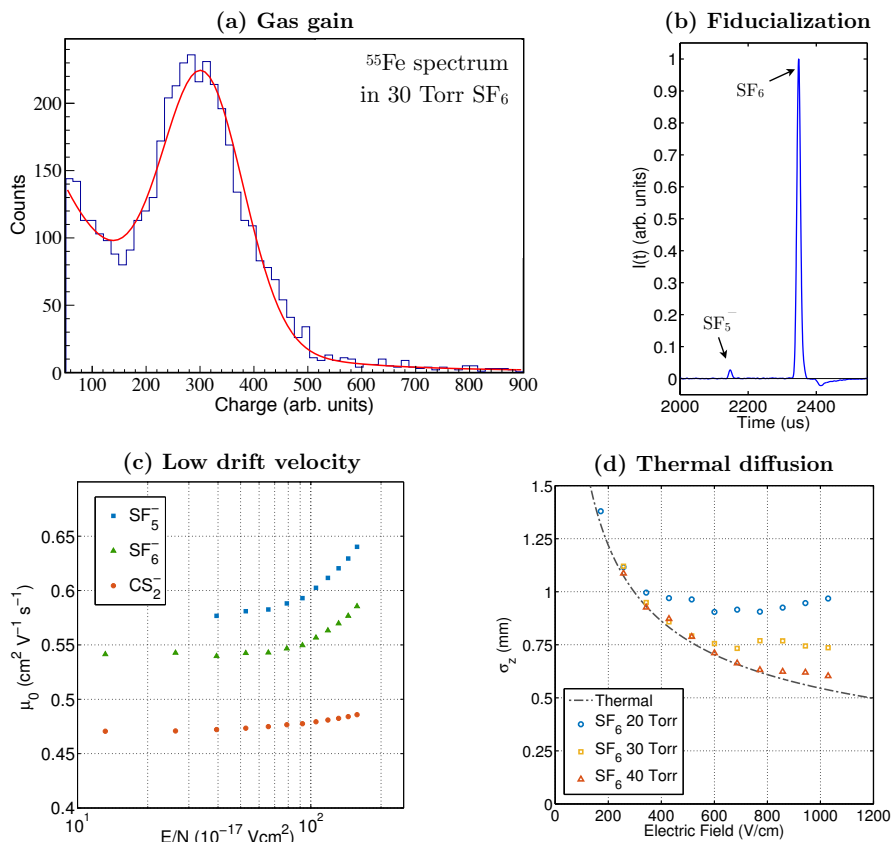 (a) Gas gain
⁵⁵Fe spectrum
in 30 Torr SF₆
Counts
200
150
100
50
0
100 200 300 400 500 600 700 800 900
Charge (arb. units)
(b) Fiducialization
SF₆⁻
SF₅⁻
I(t) (arb. units)
1
0.9
0.8
0.7
0.6
0.5
0.4
0.3
0.2
0.1
0
2000 2200 2400
Time (us)
(c) Low drift velocity
SF₅⁻
SF₆⁻
CS₂⁻
μ₀ (cm² V⁻¹ s⁻¹)
0.65
0.6
0.55
0.5
0.45
0.4
10¹ 10²
E/N (10⁻¹⁷ Vcm²)
(d) Thermal diffusion
σ_z (mm)
1.5
1.25
1
0.75
0.5
0.25
0
Thermal
SF₆ 20 Torr
SF₆ 30 Torr
SF₆ 40 Torr
0 200 400 600 800 1000 1200
Electric Field (V/cm)